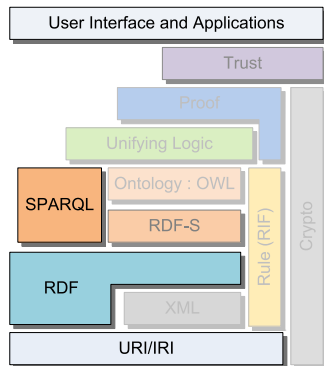 User Interface and Applications
Trust
Proof
Unifying Logic
Ontology : OWL
SPARQL
RDF-S
Rule (RIF)
Crypto
RDF
XML
URI/IRI